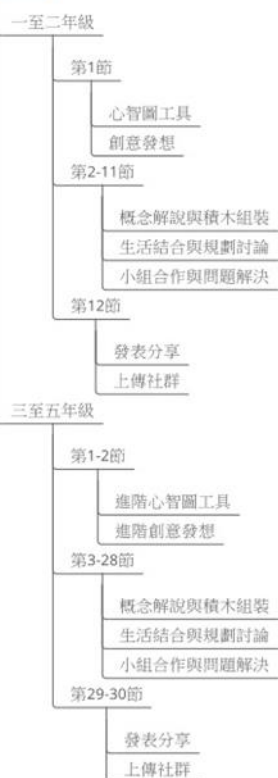 一至二年級
第1節
心智圖工具
創意發想
第2-11節
概念解說與積木組裝
生活結合與規劃討論
小組合作與問題解決
第12節
發表分享
上傳社群
三至五年級
第1-2節
進階心智圖工具
進階創意發想
第3-28節
概念解說與積木組裝
生活結合與規劃討論
小組合作與問題解決
第29-30節
發表分享
上傳社群